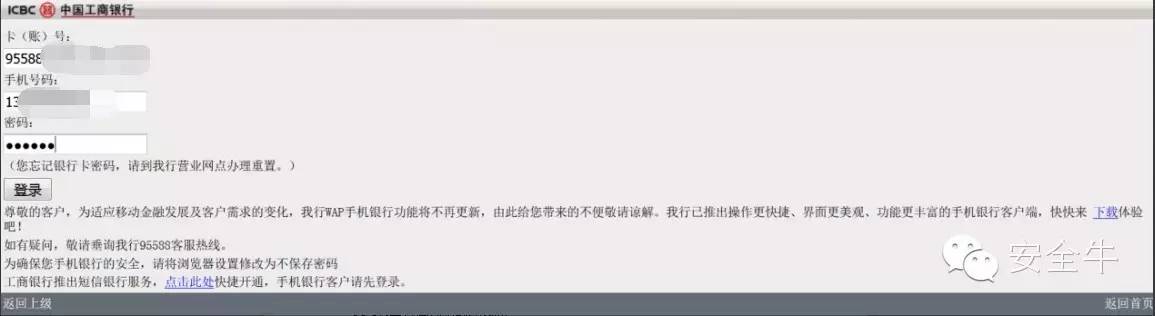 ICBC 中国工商银行
卡（账）号：
95588
手机号码：
13
密码：
●●●●●●
（您忘记银行卡密码，请到我行营业网点办理重置。）
登录
尊敬的客户，为适应移动金融发展及客户需求的变化，我行WAP手机银行功能将不再更新，由此给您带来的不便敬请谅解。我行已推出操作更快捷、界面更美观、功能更丰富的手机银行客户端，快快来 下载体验
吧！
如有疑问，敬请垂询我行95588客服热线。
为确保您手机银行的安全，请将浏览器设置修改为不保存密码
工商银行推出短信银行服务，点击此处快捷开通，手机银行客户请先登录。
安全牛
返回上级 返回首页